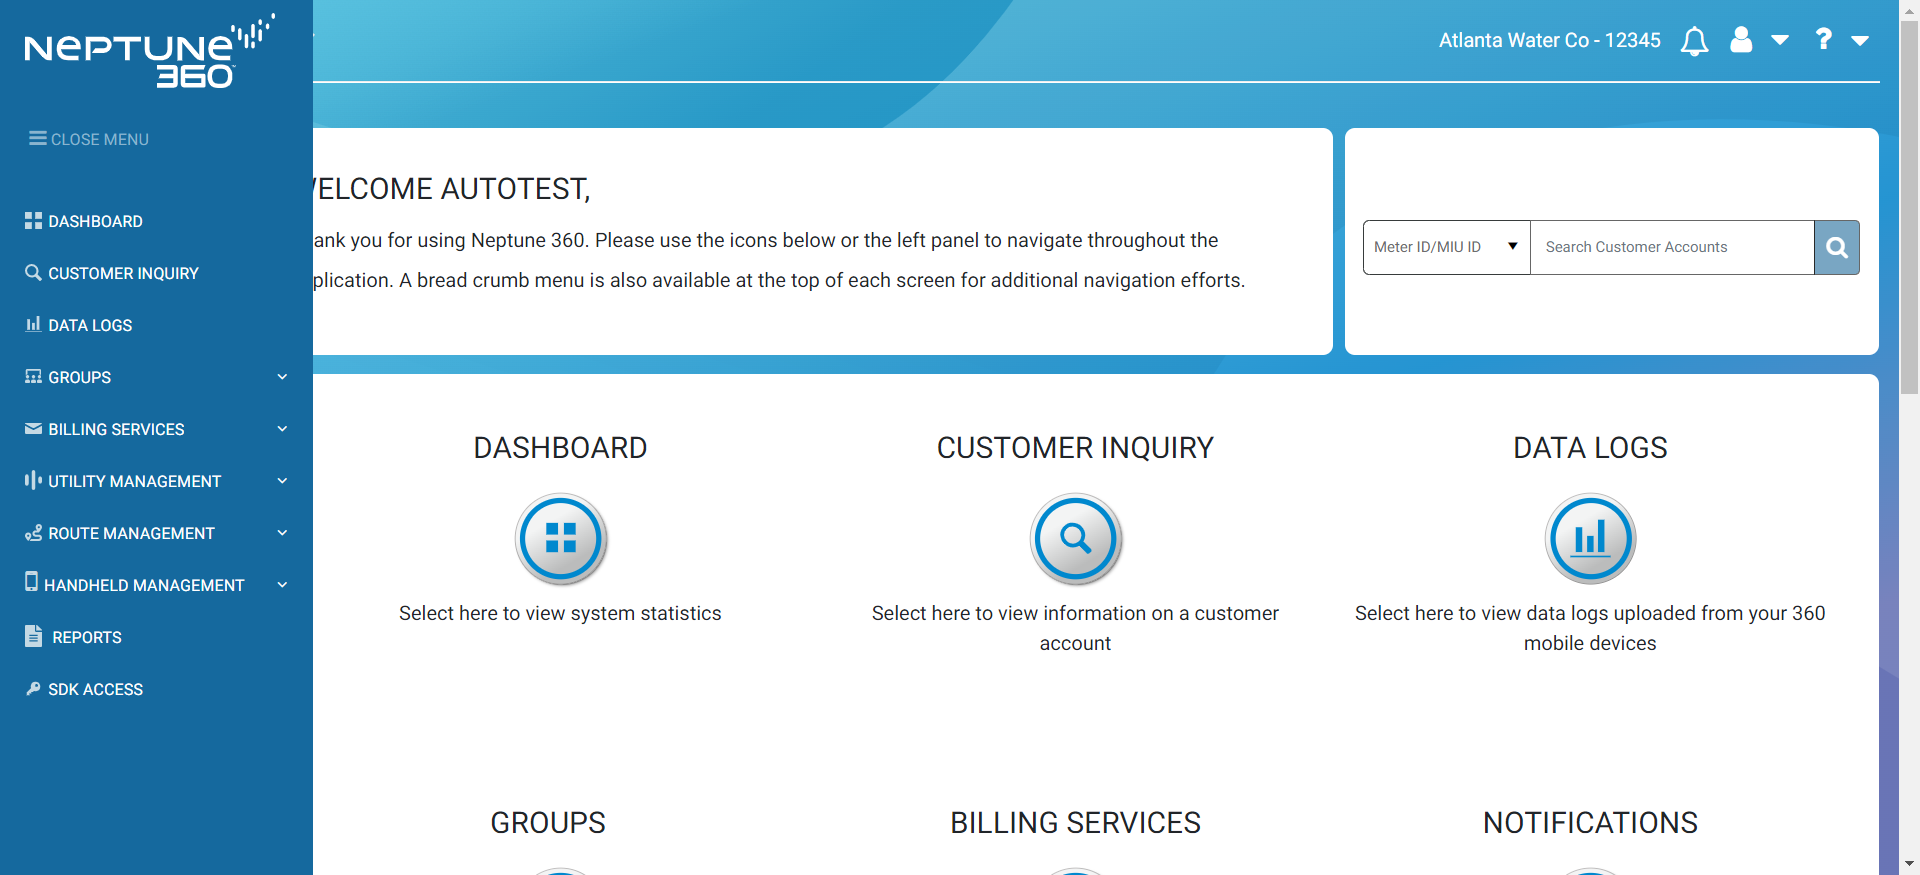 NEPTUNE
360™
CLOSE MENU
DASHBOARD
CUSTOMER INQUIRY
DATA LOGS
GROUPS
BILLING SERVICES
UTILITY MANAGEMENT
ROUTE MANAGEMENT
HANDHELD MANAGEMENT
REPORTS
SDK ACCESS
Atlanta Water Co - 12345
?
ELCOME AUTOTEST,
ank you for using Neptune 360. Please use the icons below or the left panel to navigate throughout the
plication. A bread crumb menu is also available at the top of each screen for additional navigation efforts.
Meter ID/MIU ID
Search Customer Accounts
DASHBOARD
Select here to view system statistics
CUSTOMER INQUIRY
Select here to view information on a customer
account
DATA LOGS
Select here to view data logs uploaded from your 360
mobile devices
GROUPS
BILLING SERVICES
NOTIFICATIONS